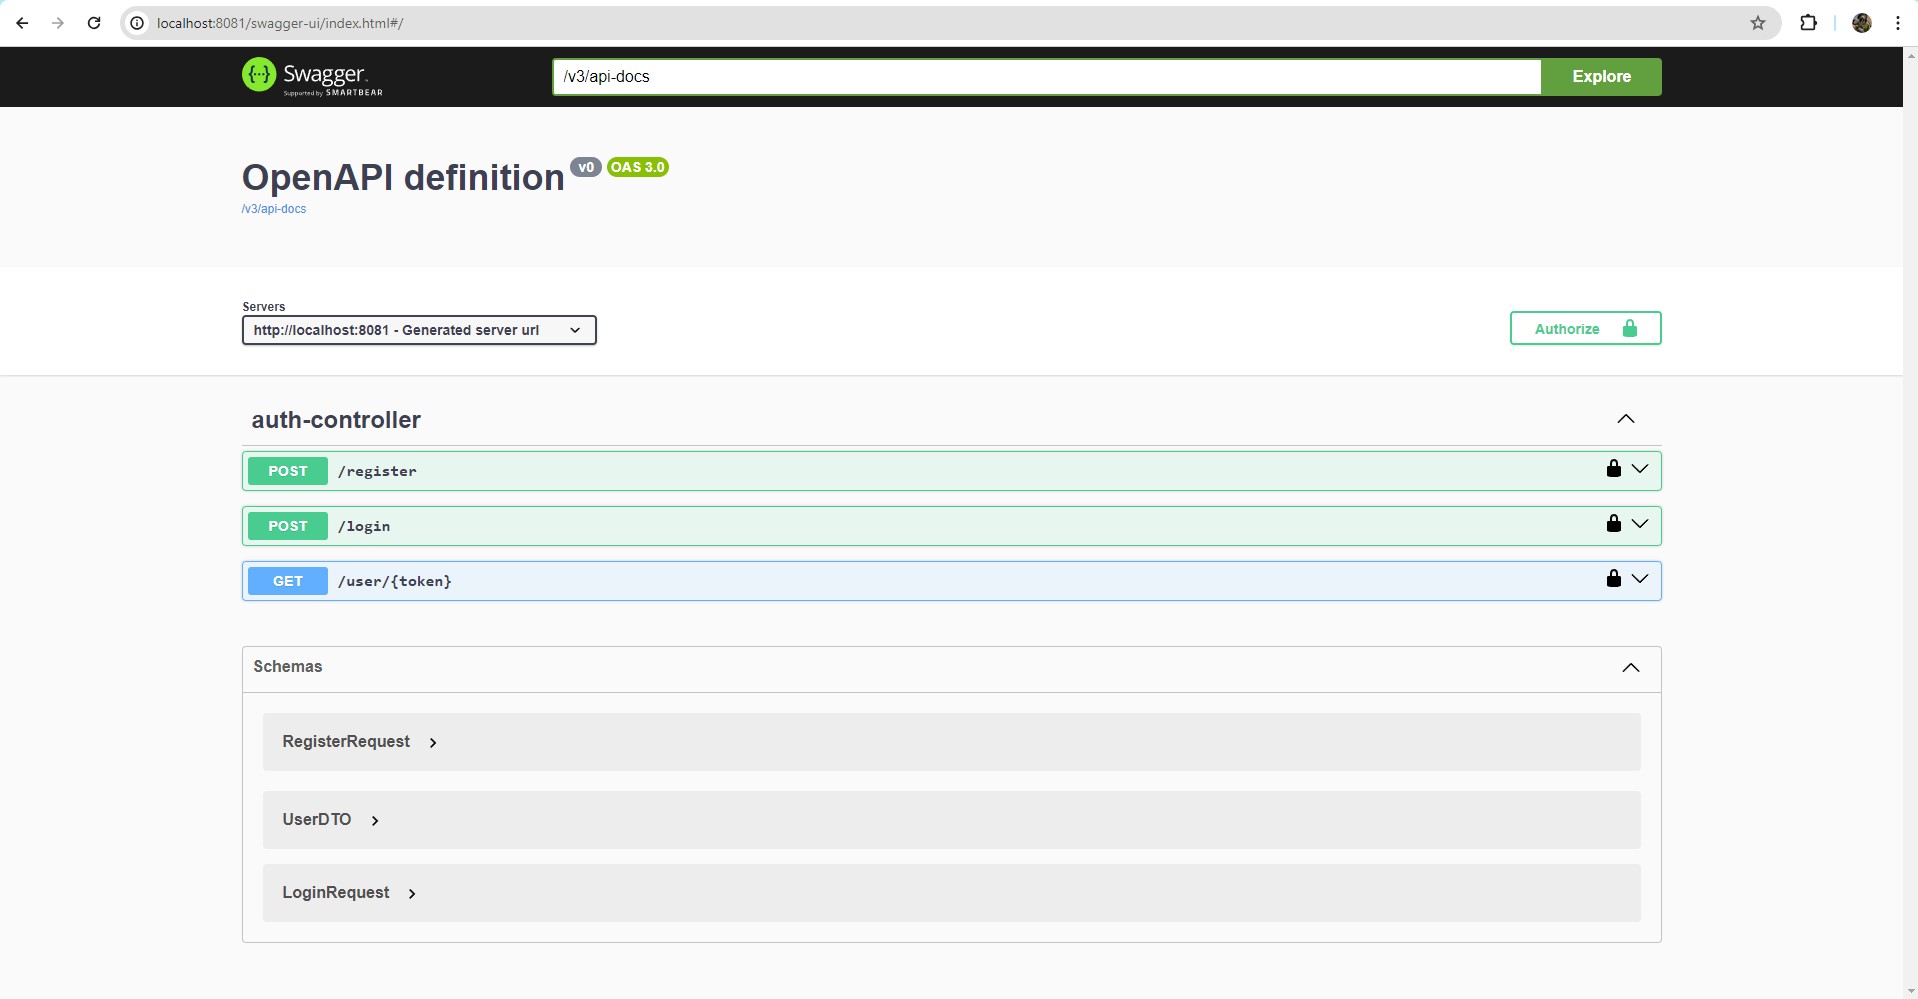 localhost:8081/swagger-ui/index.html#/
Swagger
Supported by SMARTBEAR
/v3/api-docs
Explore
OpenAPI definition v0 OAS 3.0
/v3/api-docs
Servers
http://localhost:8081 - Generated server url
Authorize
auth-controller
POST /register
POST /login
GET /user/{token}
Schemas
RegisterRequest
UserDTO
LoginRequest